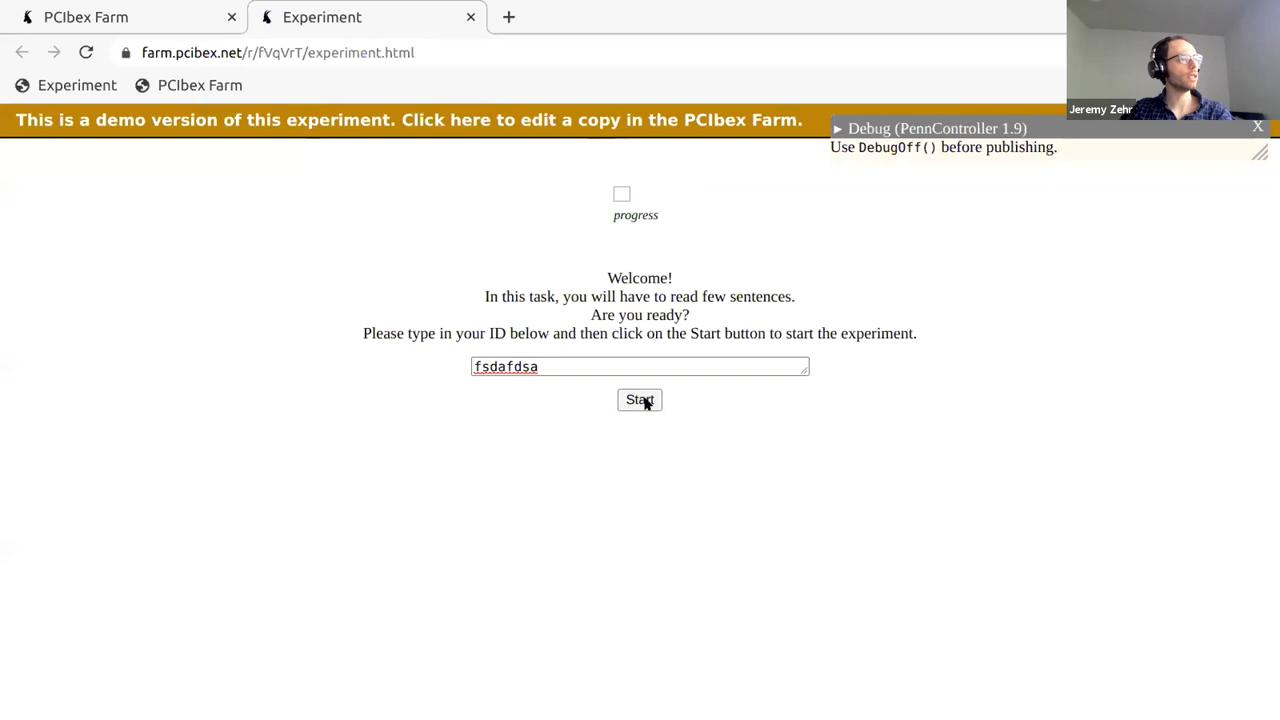 PCIbex Farm
Experiment
farm.pcibex.net/r/fVqVrT/experiment.html
Experiment
PCIbex Farm
Jeremy Zehr
This is a demo version of this experiment. Click here to edit a copy in the PCIbex Farm.
Debug (PennController 1.9)
X
Use DebugOff() before publishing.
progress
Welcome!
In this task, you will have to read few sentences.
Are you ready?
Please type in your ID below and then click on the Start button to start the experiment.
fsdafdsa
Start